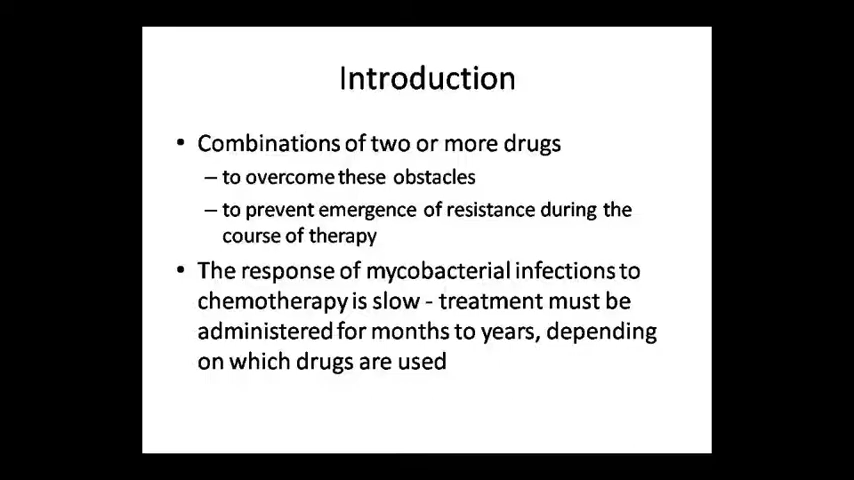 Introduction
• Combinations of two or more drugs
– to overcome these obstacles
– to prevent emergence of resistance during the
course of therapy
• The response of mycobacterial infections to
chemotherapy is slow - treatment must be
administered for months to years, depending
on which drugs are used